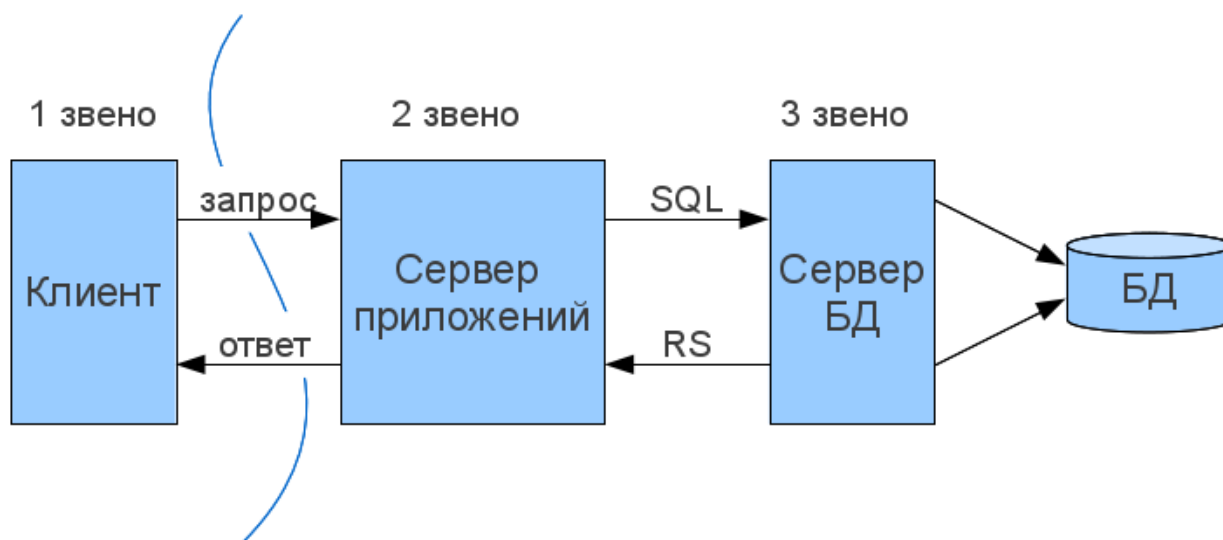 1 звено
2 звено
3 звено
запрос
SQL
Клиент
Сервер
приложений
Сервер
БД
БД
ответ
RS